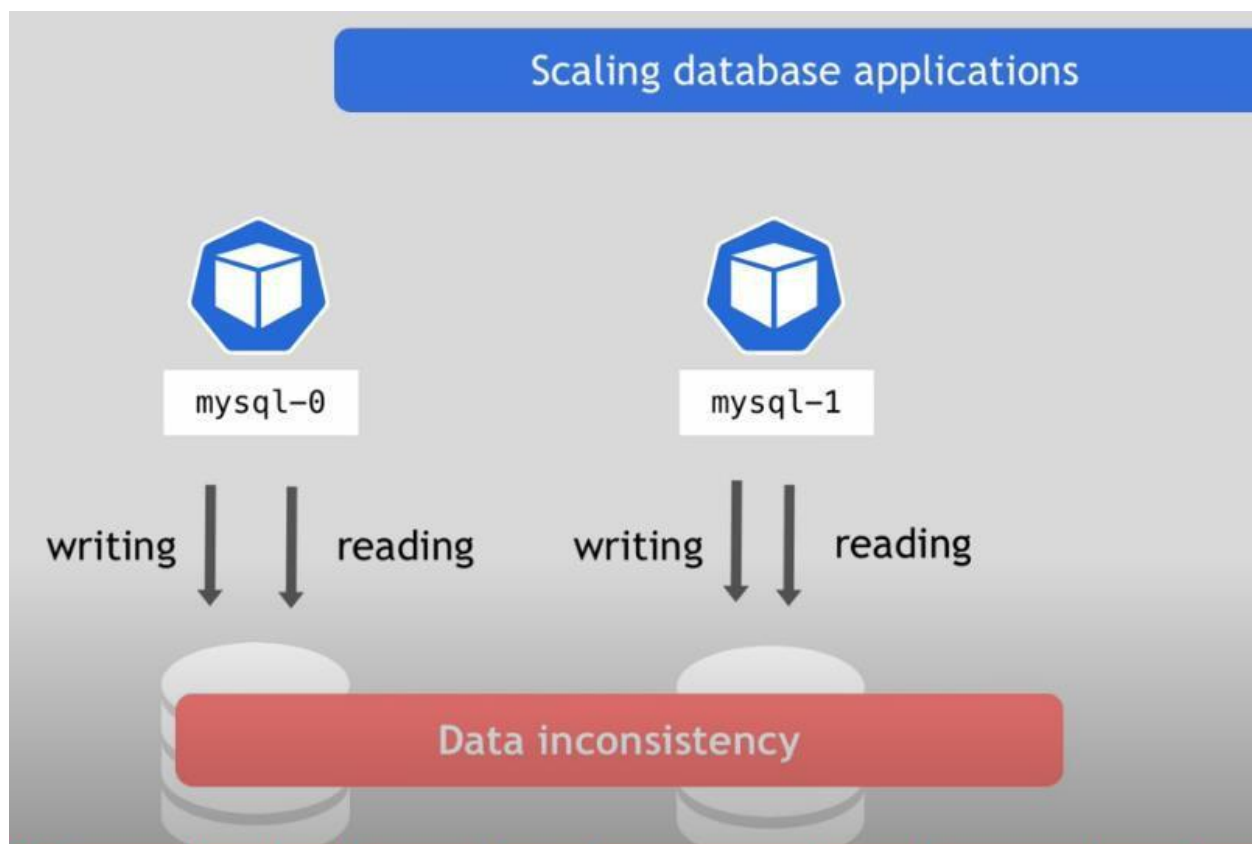 Scaling database applications
mysql-0 mysql-1
writing reading writing reading
Data inconsistency